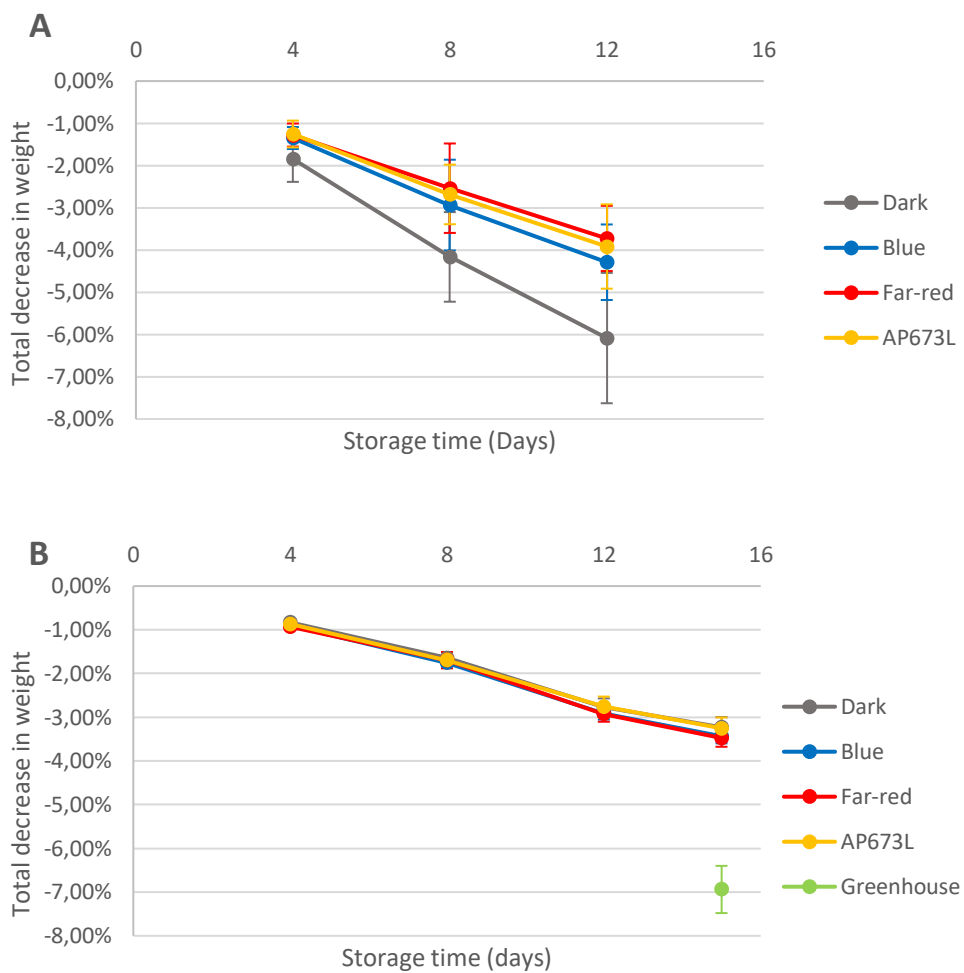 A
0 4 8 12 16
0,00%
-1,00%
-2,00%
-3,00%
-4,00%
-5,00%
-6,00%
-7,00%
-8,00%
Total decrease in weight
Storage time (Days)
Dark
Blue
Far-red
AP673L
B
0 4 8 12 16
0,00%
-1,00%
-2,00%
-3,00%
-4,00%
-5,00%
-6,00%
-7,00%
-8,00%
Total decrease in weight
Storage time (days)
Dark
Blue
Far-red
AP673L
Greenhouse